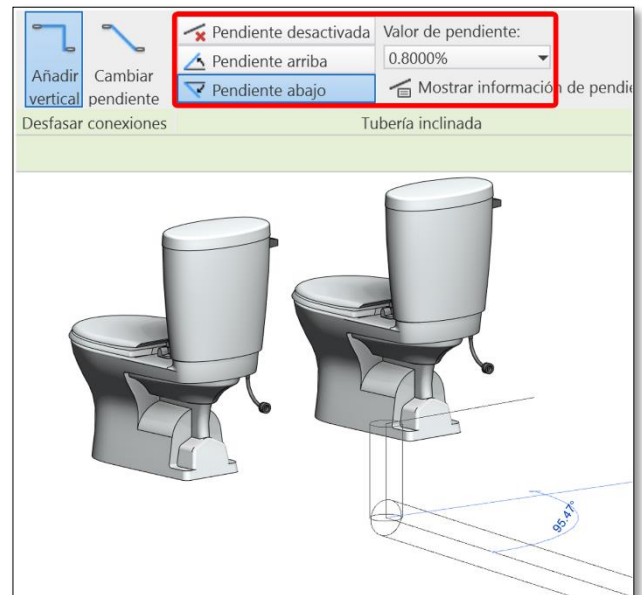 Pendiente desactivada
Valor de pendiente:
Pendiente arriba
0.8000%
Añadir vertical
Cambiar pendiente
Pendiente abajo
Mostrar información de pendie
Desfasar conexiones
Tubería inclinada
95.47°